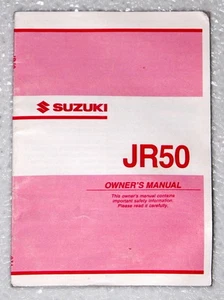 SUZUKI
JR50
OWNER'S MANUAL
This owner's manual contains
important safety information.
Please read it carefully.